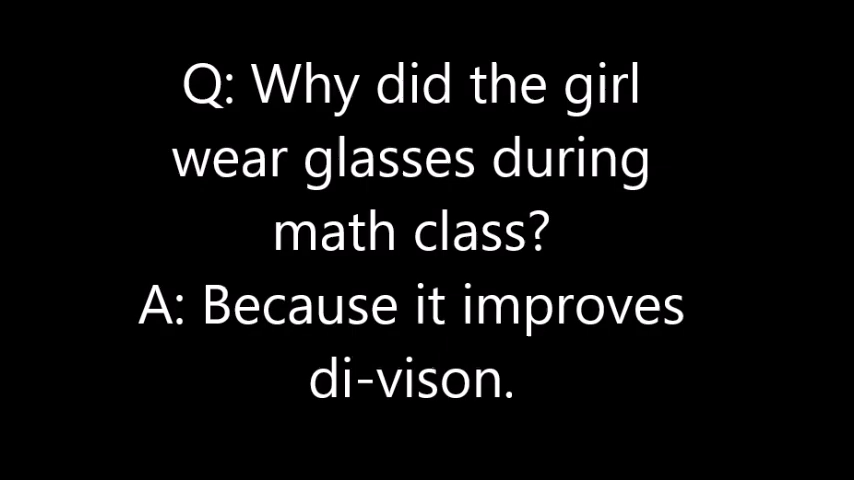 Q: Why did the girl
wear glasses during
math class?
A: Because it improves
di-vison.